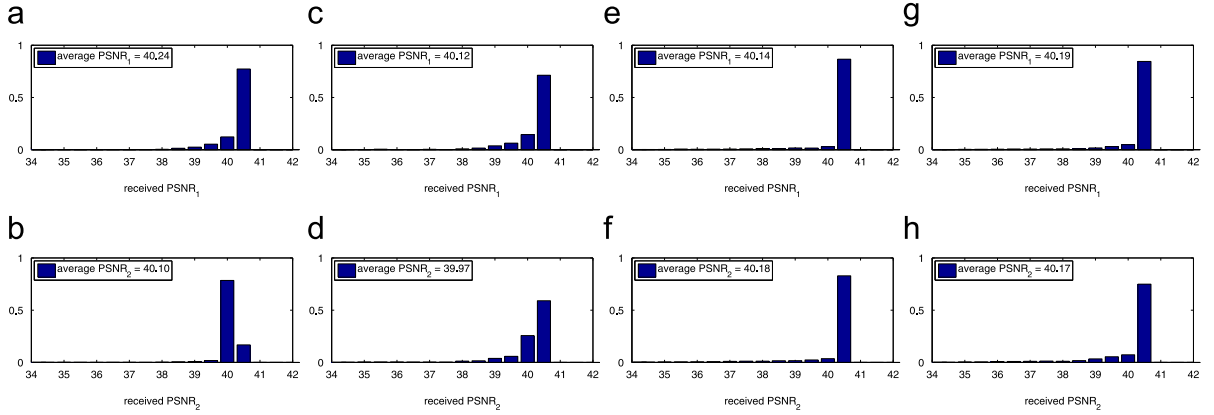 a
1
0.5
0
average PSNR1 = 40.24
34 35 36 37 38 39 40 41 42
received PSNR1
c
1
0.5
0
average PSNR1 = 40.12
34 35 36 37 38 39 40 41 42
received PSNR1
e
1
0.5
0
average PSNR1 = 40.14
34 35 36 37 38 39 40 41 42
received PSNR1
g
1
0.5
0
average PSNR1 = 40.19
34 35 36 37 38 39 40 41 42
received PSNR1
b
1
0.5
0
average PSNR2 = 40.10
34 35 36 37 38 39 40 41 42
received PSNR2
d
1
0.5
0
average PSNR2 = 39.97
34 35 36 37 38 39 40 41 42
received PSNR2
f
1
0.5
0
average PSNR2 = 40.18
34 35 36 37 38 39 40 41 42
received PSNR2
h
1
0.5
0
average PSNR2 = 40.17
34 35 36 37 38 39 40 41 42
received PSNR2